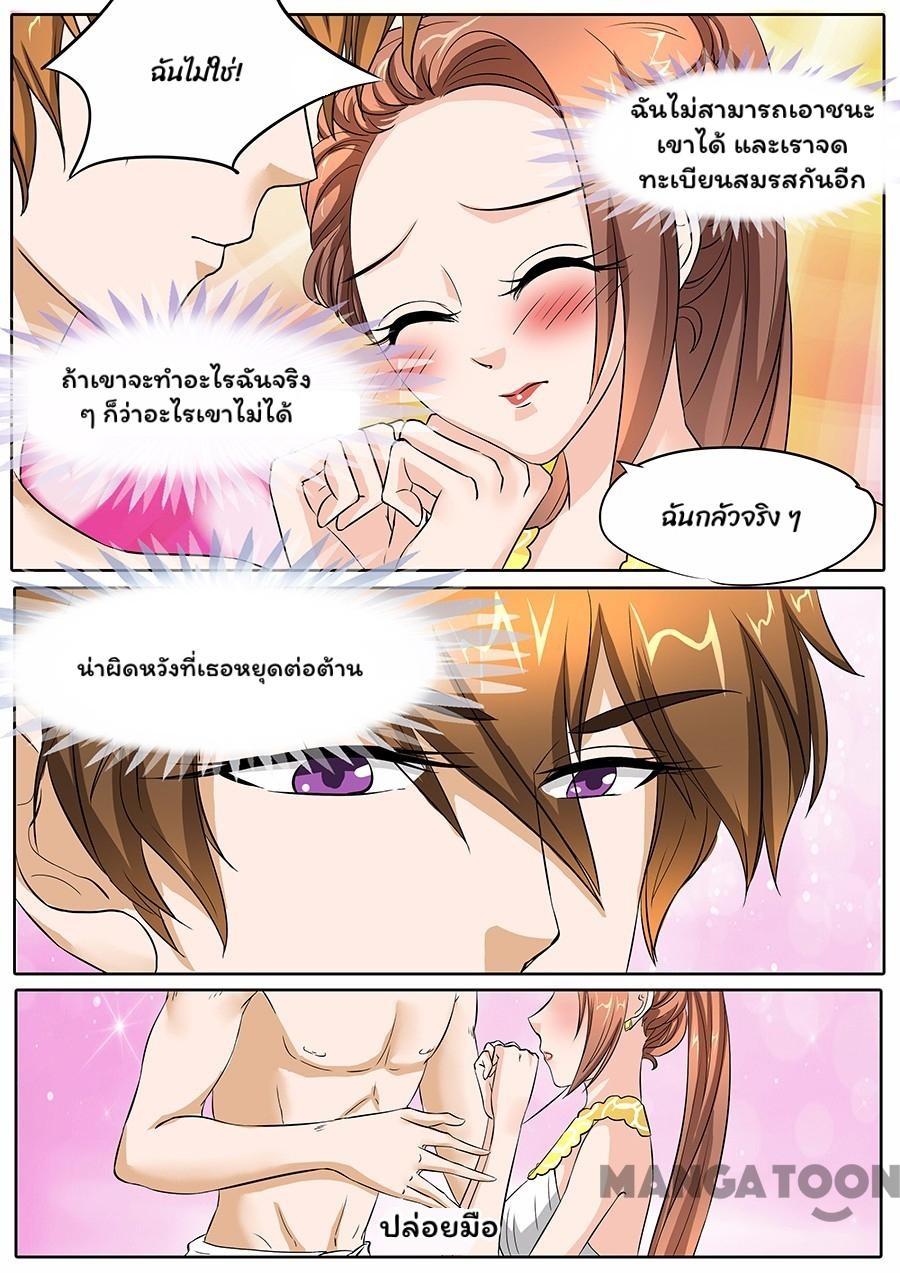 ฉันไม่ใช่!
ฉันไม่สามารถเอาชนะ
เขาได้ และเราจด
ทะเบียนสมรสกันอีก
ถ้าเขาจะทำอะไรฉันจริง
ๆ ก็ว่าอะไรเขาไม่ได้
ฉันกลัวจริง ๆ
น่าผิดหวังที่เธอหยุดต่อต้าน
MANGATOON
ปล่อยมือ